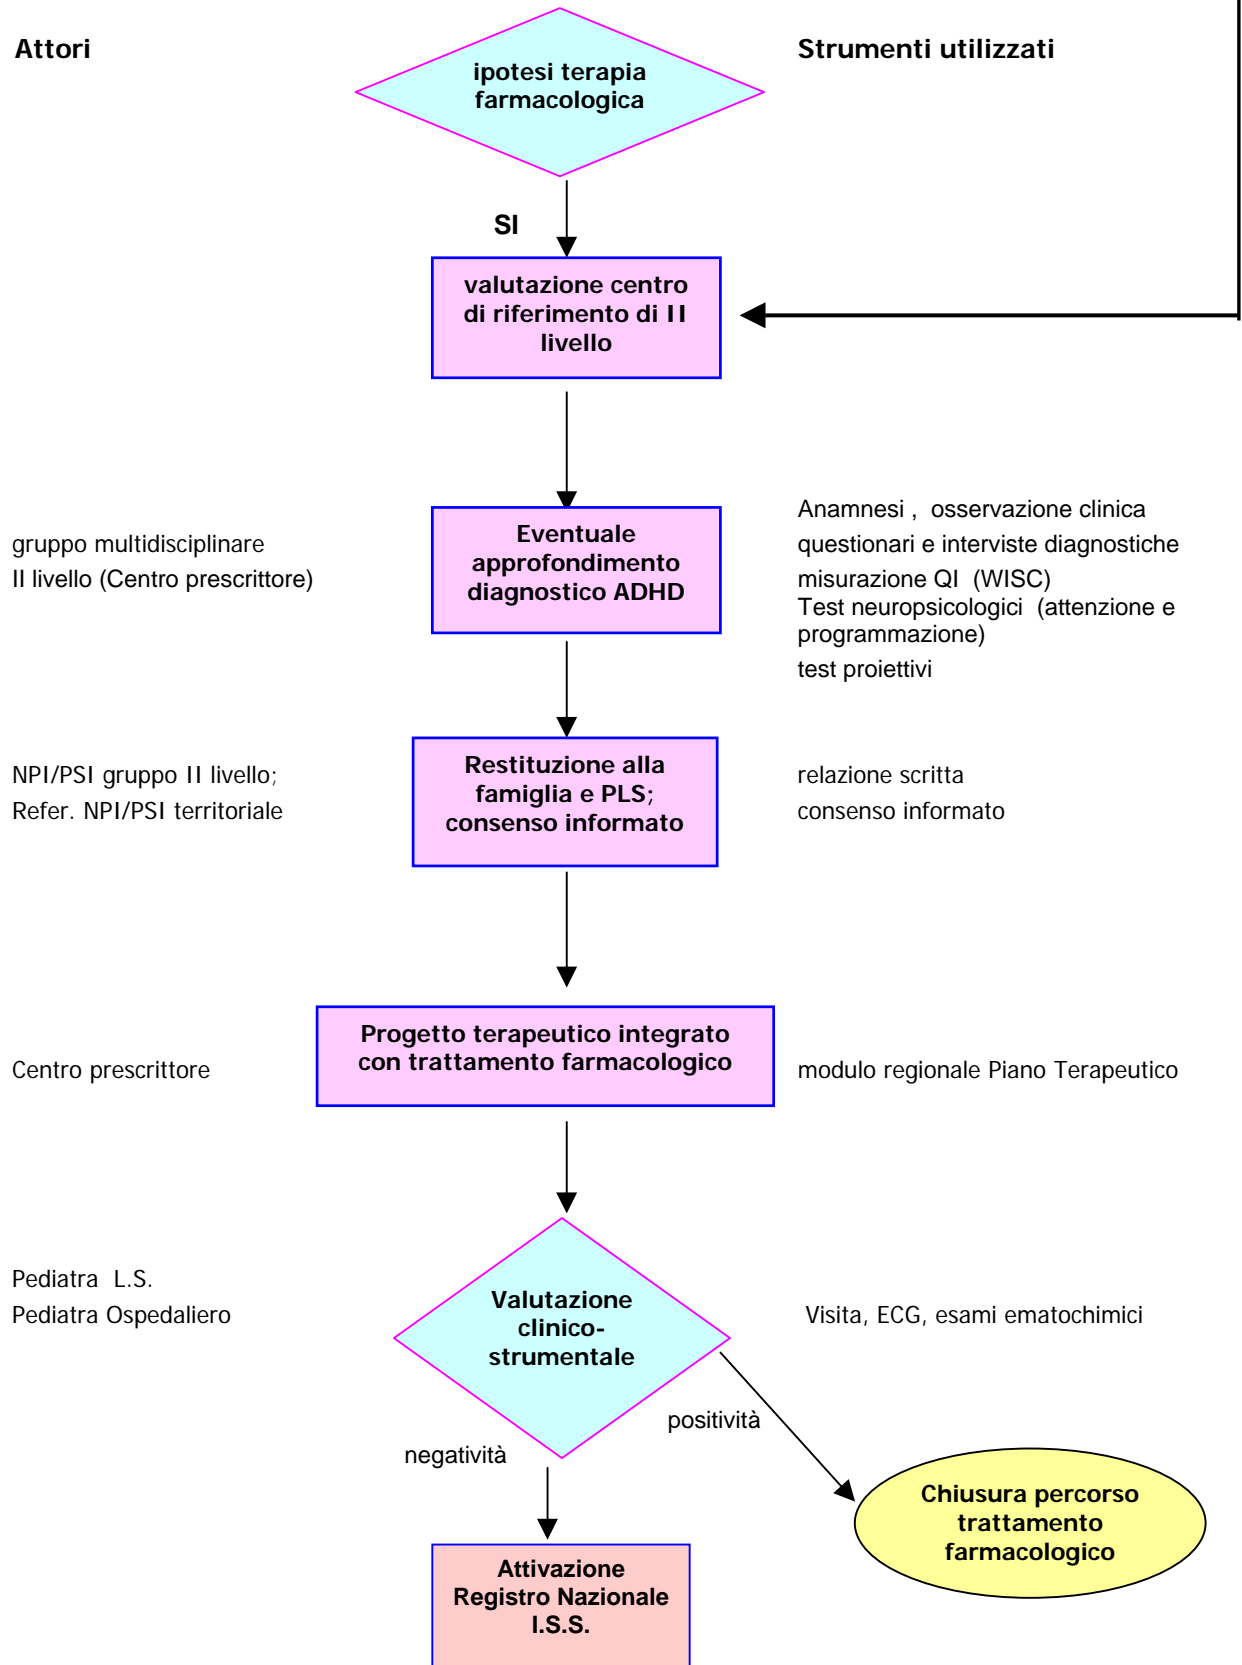 Attori
Strumenti utilizzati
ipotesi terapia
farmacologica
SI
valutazione centro
di riferimento di II
livello
gruppo multidisciplinare
II livello (Centro prescrittore)
Eventuale
approfondimento
diagnostico ADHD
Anamnesi , osservazione clinica
questionari e interviste diagnostiche
misurazione QI (WISC)
Test neuropsicologici (attenzione e
programmazione)
test proiettivi
NPI/PSI gruppo II livello;
Refer. NPI/PSI territoriale
Restituzione alla
famiglia e PLS;
consenso informato
relazione scritta
consenso informato
Centro prescrittore
Progetto terapeutico integrato
con trattamento farmacologico
modulo regionale Piano Terapeutico
Pediatra L.S.
Pediatra Ospedaliero
Valutazione
clinico-
strumentale
Visita, ECG, esami ematochimici
positività
negatività
Chiusura percorso
trattamento
farmacologico
Attivazione
Registro Nazionale
I.S.S.